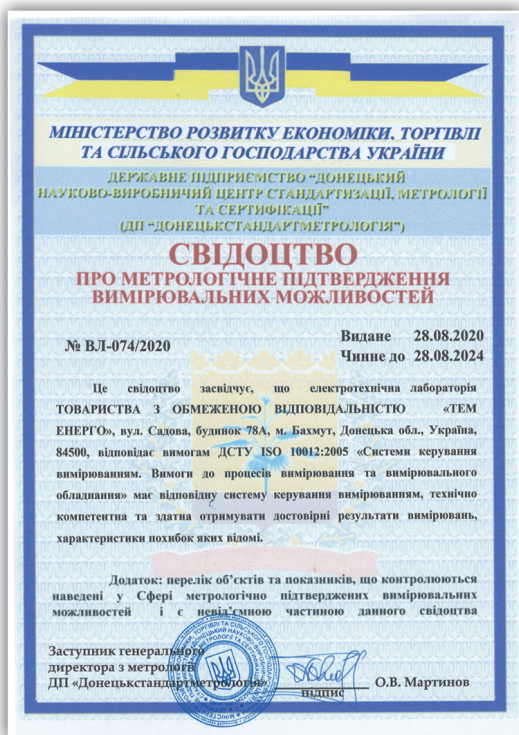 МІНІСТЕРСТВО РОЗВИТКУ ЕКОНОМІКИ, ТОРГІВЛІ
ТА СІЛЬСЬКОГО ГОСПОДАРСТВА УКРАЇНИ
ДЕРЖАВНЕ ПІДПРИЄМСТВО "ДОНЕЦЬКИЙ
НАУКОВО-ВИРОБНИЧИЙ ЦЕНТР СТАНДАРТИЗАЦІЇ, МЕТРОЛОГІЇ
ТА СЕРТИФІКАЦІЇ"
(ДП "ДОНЕЦЬКСТАНДАРТМЕТРОЛОГІЯ")
СВІДОЦТВО
ПРО МЕТРОЛОГІЧНЕ ПІДТВЕРДЖЕННЯ
ВИМІРЮВАЛЬНИХ МОЖЛИВОСТЕЙ
№ ВЛ-074/2020
Видане 28.08.2020
Чинне до 28.08.2024
Це свідоцтво засвідчує, що електротехнічна лабораторія
ТОВАРИСТВА З ОБМЕЖЕНОЮ ВІДПОВІДАЛЬНІСТЮ «ТЕМ
ЕНЕРГО», вул. Садова, будинок 78А, м. Бахмут, Донецька обл., Україна,
84500, відповідає вимогам ДСТУ ISO 10012:2005 «Системи керування
вимірюванням. Вимоги до процесів вимірювання та вимірювального
обладнання» має відповідну систему керування вимірюванням, технічно
компетентна та здатна отримувати достовірні результати вимірювань,
характеристики похибок яких відомі.
Додаток: перелік об'єктів та показників, що контролюються
наведені у Сфері метрологічно підтверджених вимірювальних
можливостей і є невід'ємною частиною даного свідоцтва
Заступник генерального
директора з метрології
ДП «Донецькстандартметрологія» О.В. Мартинов
підпис